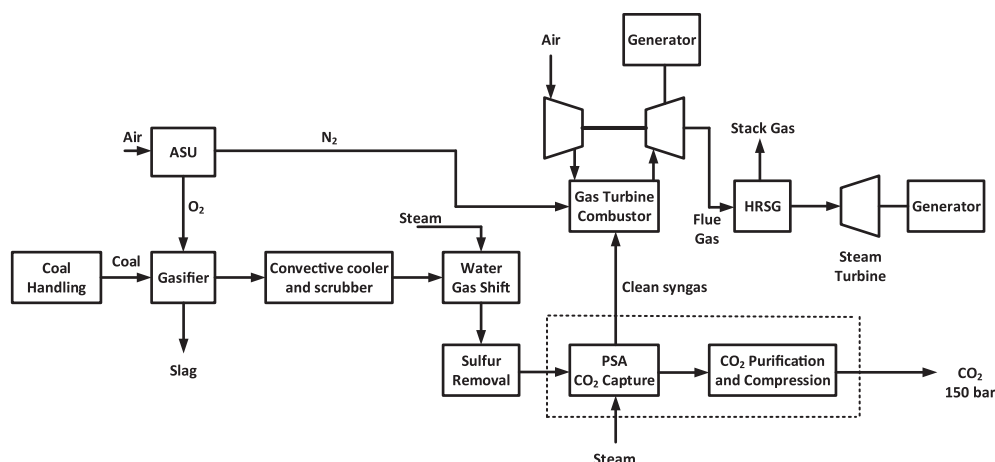 Air
Generator
Air
ASU
N₂
Stack Gas
O₂
Gas Turbine
Combustor
HRSG
Generator
Flue
Gas
Steam
Turbine
Steam
Coal
Handling
Coal
Gasifier
Convective cooler
and scrubber
Water
Gas Shift
Clean syngas
Slag
Sulfur
Removal
PSA
CO₂ Capture
CO₂ Purification
and Compression
CO₂
150 bar
Steam